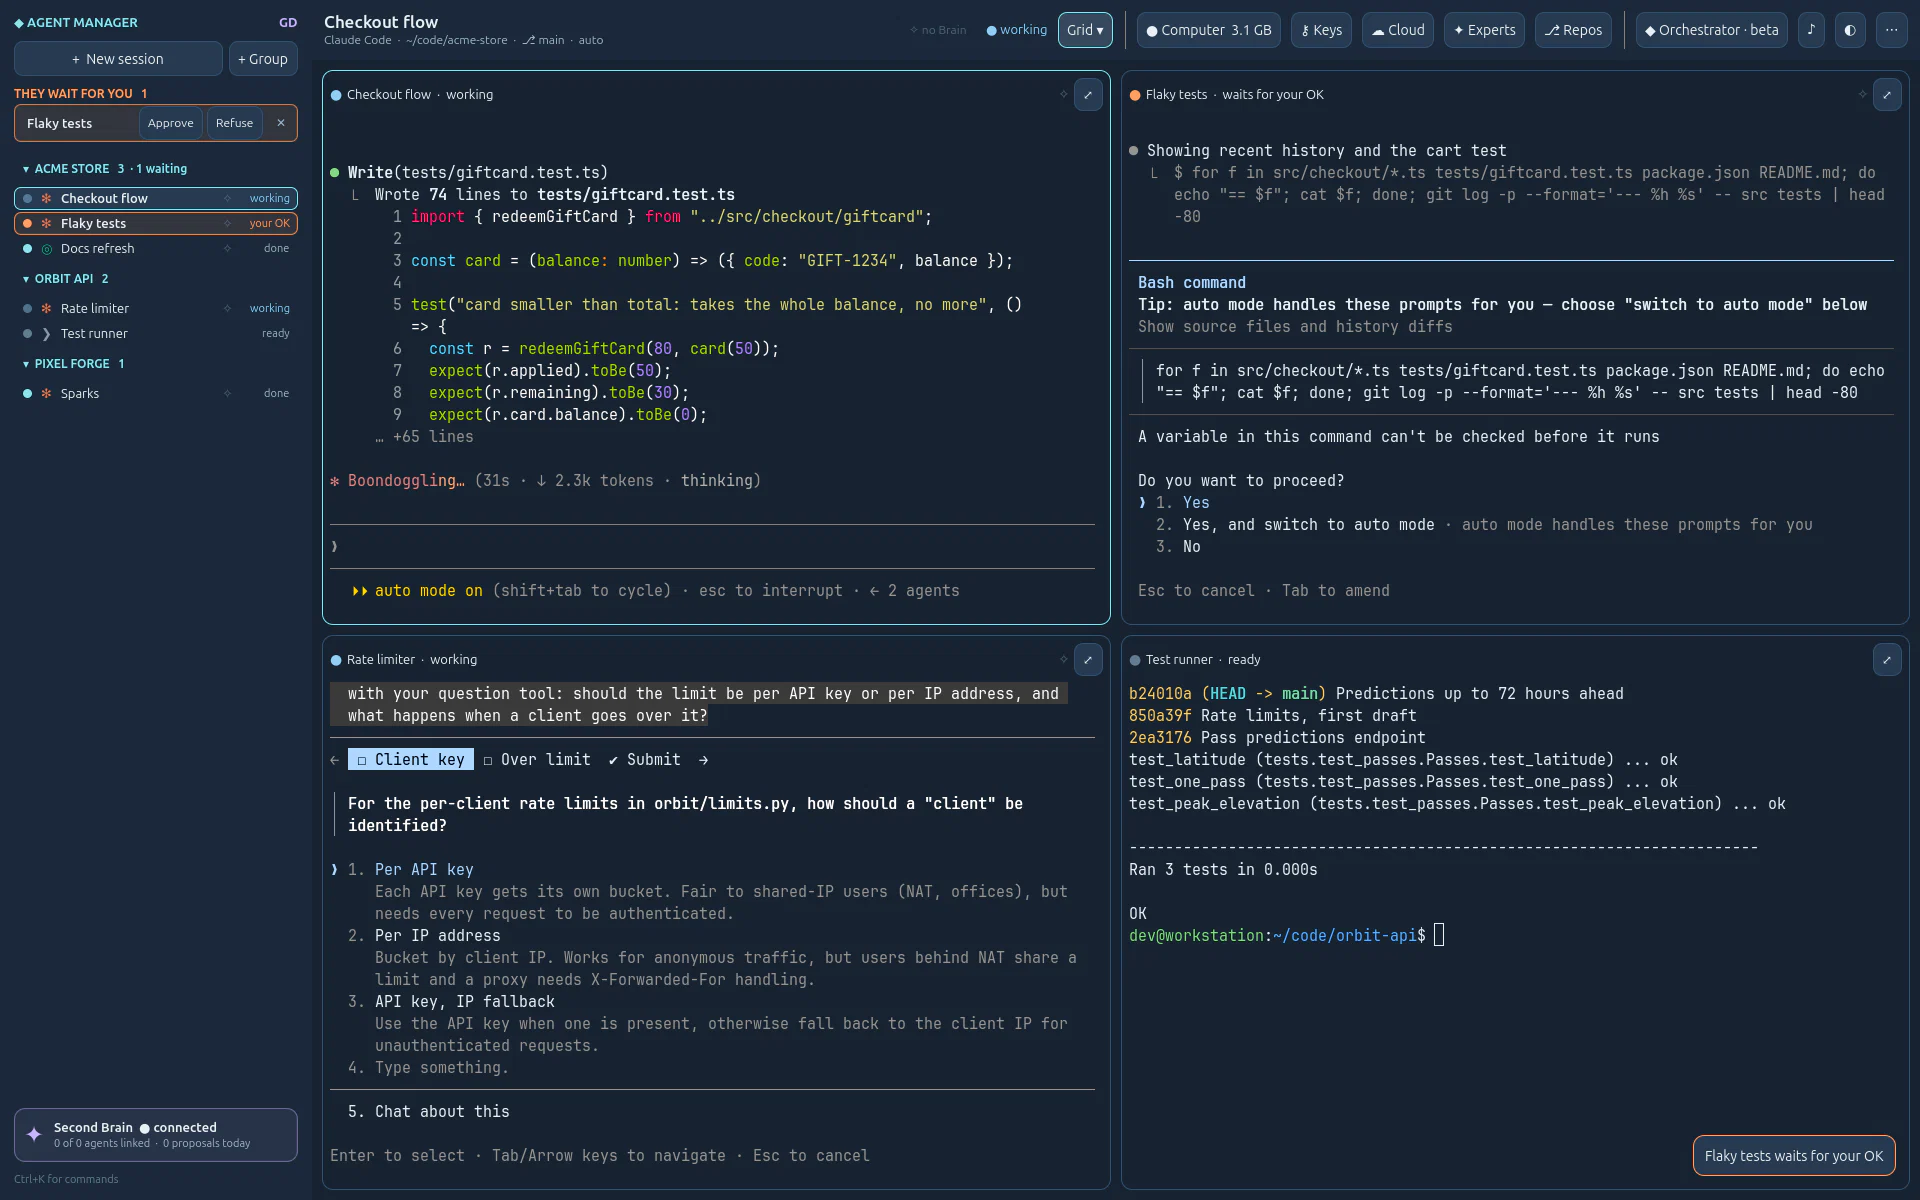 ◆ AGENT MANAGER
GD
+ New session
+ Group
THEY WAIT FOR YOU 1
Flaky tests
Approve
Refuse
✕
▾ ACME STORE 3 · 1 waiting
✻ Checkout flow ✧ working
✻ Flaky tests ✧ your OK
◎ Docs refresh ✧ done
▾ ORBIT API 2
✻ Rate limiter ✧ working
❯ Test runner ready
▾ PIXEL FORGE 1
✻ Sparks ✧ done
✦ Second Brain ● connected
0 of 0 agents linked · 0 proposals today
Ctrl+K for commands
Checkout flow
Claude Code · ~/code/acme-store · ⎇ main · auto
✧ no Brain
● working
Grid ▾
● Computer 3.1 GB
⚷ Keys
☁ Cloud
✦ Experts
⎇ Repos
◆ Orchestrator · beta
♪
◐
⋯
● Checkout flow · working ✧ ⤢
● Write(tests/giftcard.test.ts)
└ Wrote 74 lines to tests/giftcard.test.ts
1 import { redeemGiftCard } from "../src/checkout/giftcard";
2
3 const card = (balance: number) => ({ code: "GIFT-1234", balance });
4
5 test("card smaller than total: takes the whole balance, no more", ()
=> {
6 const r = redeemGiftCard(80, card(50));
7 expect(r.applied).toBe(50);
8 expect(r.remaining).toBe(30);
9 expect(r.card.balance).toBe(0);
… +65 lines
✻ Boondoggling… (31s · ↓ 2.3k tokens · thinking)
❯
⏵⏵ auto mode on (shift+tab to cycle) · esc to interrupt · ← 2 agents
● Flaky tests · waits for your OK ✧ ⤢
● Showing recent history and the cart test
└ $ for f in src/checkout/*.ts tests/giftcard.test.ts package.json README.md; do
echo "== $f"; cat $f; done; git log -p --format='--- %h %s' -- src tests | head
-80
Bash command
Tip: auto mode handles these prompts for you — choose "switch to auto mode" below
Show source files and history diffs
for f in src/checkout/*.ts tests/giftcard.test.ts package.json README.md; do echo
"== $f"; cat $f; done; git log -p --format='--- %h %s' -- src tests | head -80
A variable in this command can't be checked before it runs
Do you want to proceed?
❯ 1. Yes
2. Yes, and switch to auto mode · auto mode handles these prompts for you
3. No
Esc to cancel · Tab to amend
● Rate limiter · working ✧ ⤢
with your question tool: should the limit be per API key or per IP address, and
what happens when a client goes over it?
← ☐ Client key ☐ Over limit ✔ Submit →
For the per-client rate limits in orbit/limits.py, how should a "client" be
identified?
❯ 1. Per API key
Each API key gets its own bucket. Fair to shared-IP users (NAT, offices), but
needs every request to be authenticated.
2. Per IP address
Bucket by client IP. Works for anonymous traffic, but users behind NAT share a
limit and a proxy needs X-Forwarded-For handling.
3. API key, IP fallback
Use the API key when one is present, otherwise fall back to the client IP for
unauthenticated requests.
4. Type something.
5. Chat about this
Enter to select · Tab/Arrow keys to navigate · Esc to cancel
● Test runner · ready ⤢
b24010a (HEAD -> main) Predictions up to 72 hours ahead
850a39f Rate limits, first draft
2ea3176 Pass predictions endpoint
test_latitude (tests.test_passes.Passes.test_latitude) ... ok
test_one_pass (tests.test_passes.Passes.test_one_pass) ... ok
test_peak_elevation (tests.test_passes.Passes.test_peak_elevation) ... ok
----------------------------------------------------------------------
Ran 3 tests in 0.000s
OK
dev@workstation:~/code/orbit-api$
Flaky tests waits for your OK